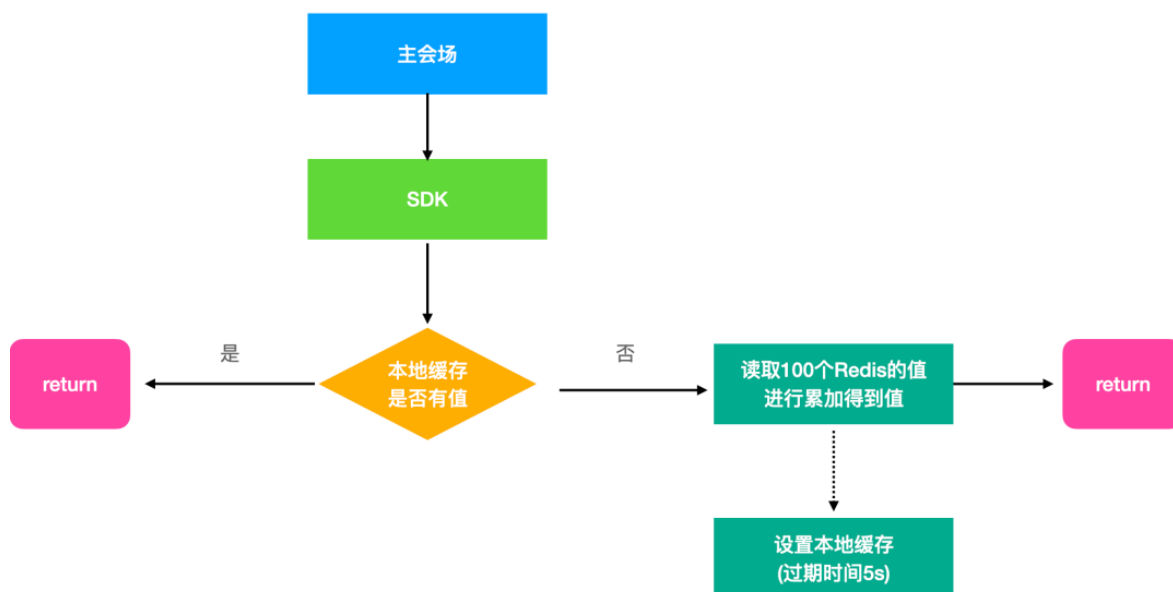 主会场
SDK
是
否
return
本地缓存
是否有值
读取100个Redis的值
进行累加得到值
return
设置本地缓存
(过期时间5s)